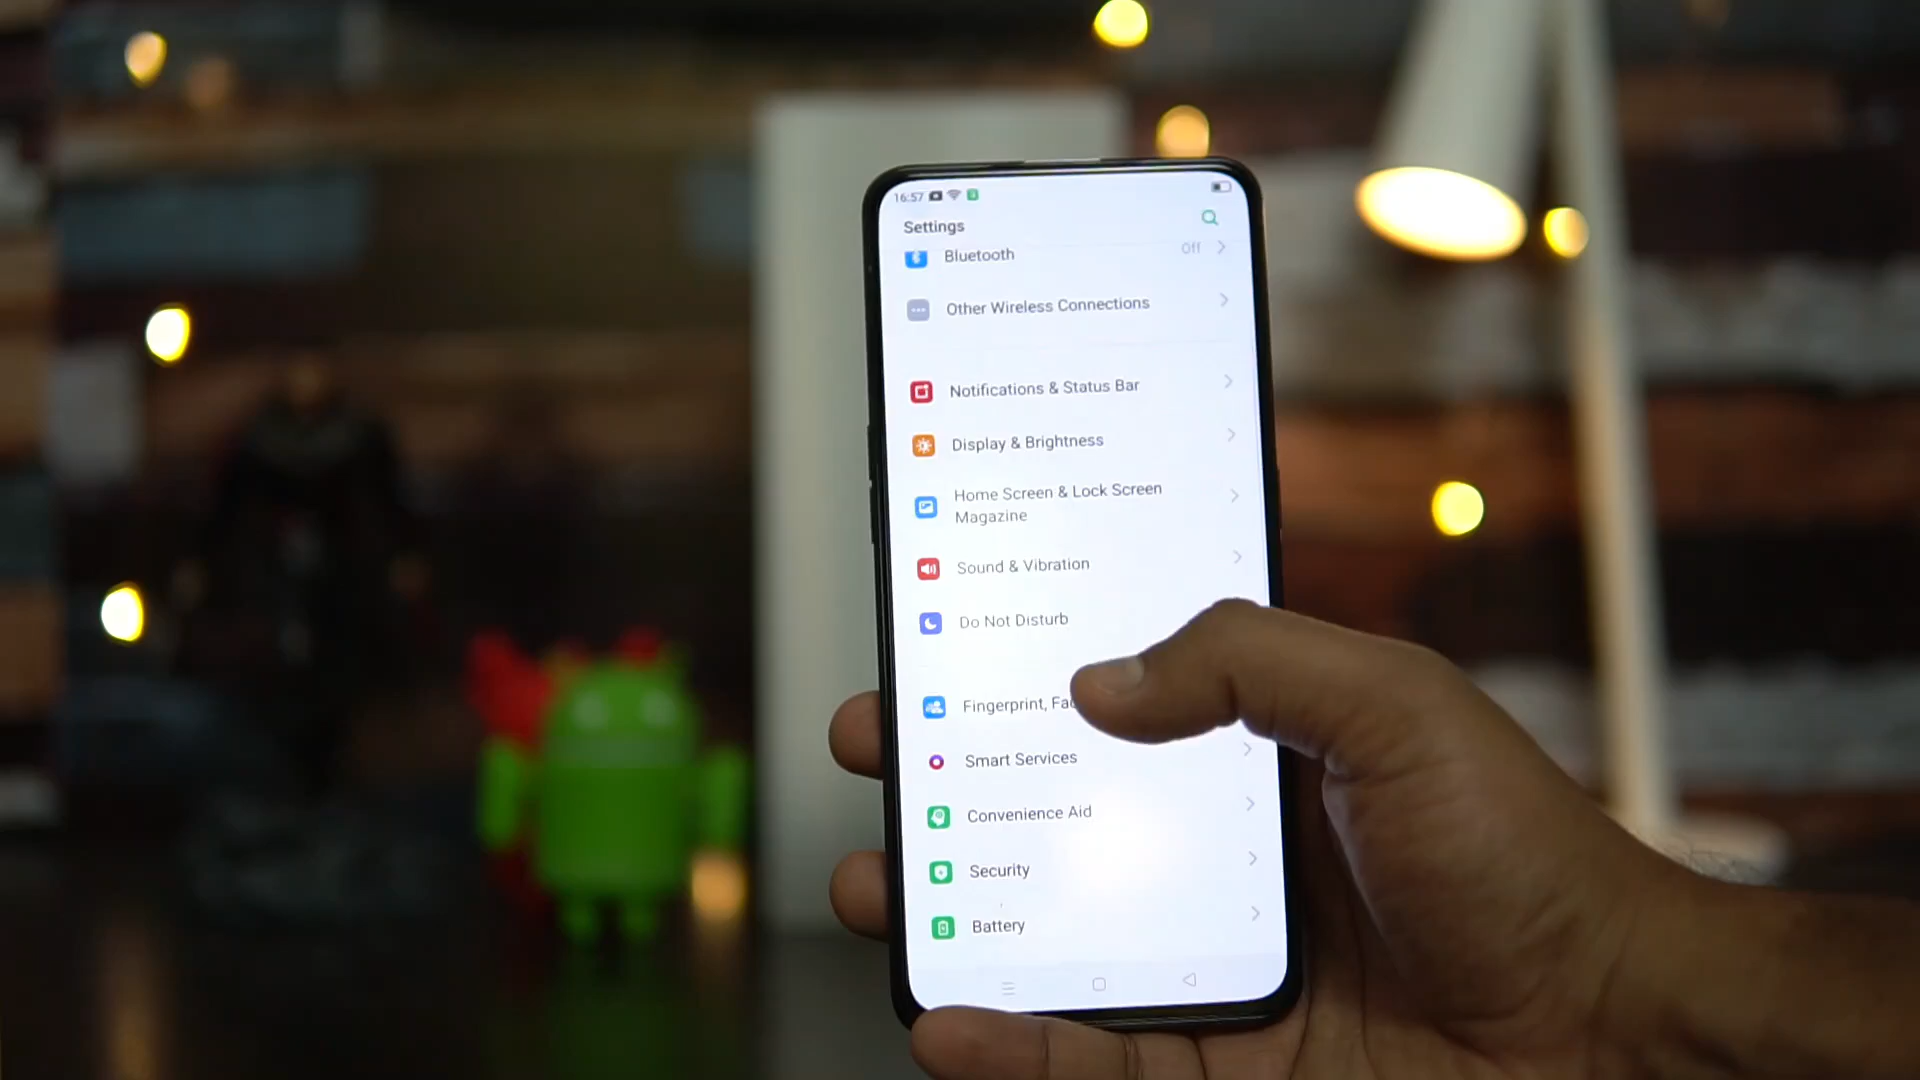 16:57
Settings
Bluetooth Off
Other Wireless Connections
Notifications & Status Bar
Display & Brightness
Home Screen & Lock Screen
Magazine
Sound & Vibration
Do Not Disturb
Fingerprint,
Smart Services
Convenience Aid
Security
Battery